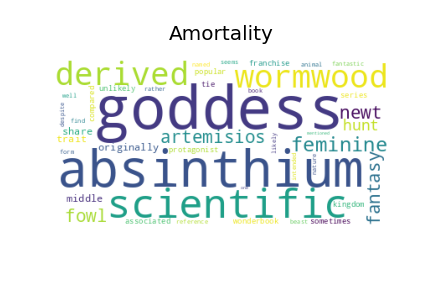 Amortality
named seems franchise animal fantastic
derived popular wormwood
well unlikely rather tie book series
despite compared goddess newt
find hunt
share artemisios feminine
trait originally protagonist likely
absinthium nature fantasy
form
middle scientific kingdom
fowl associated reference wonderbook beast sometimes